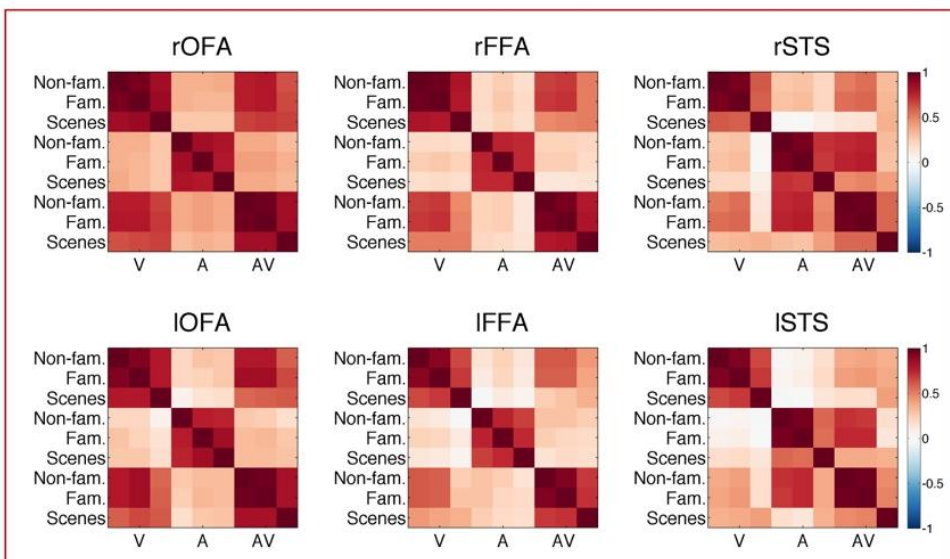 rOFA rFFA rSTS
Non-fam. Non-fam. Non-fam. 1
Fam. Fam. Fam.
Scenes Scenes Scenes 0.5
Non-fam. Non-fam. Non-fam.
Fam. Fam. Fam. 0
Scenes Scenes Scenes
Non-fam. Non-fam. Non-fam. -0.5
Fam. Fam. Fam.
Scenes Scenes Scenes -1
V A AV V A AV V A AV
lOFA lFFA lSTS
Non-fam. Non-fam. Non-fam. 1
Fam. Fam. Fam.
Scenes Scenes Scenes 0.5
Non-fam. Non-fam. Non-fam.
Fam. Fam. Fam. 0
Scenes Scenes Scenes
Non-fam. Non-fam. Non-fam. -0.5
Fam. Fam. Fam.
Scenes Scenes Scenes -1
V A AV V A AV V A AV